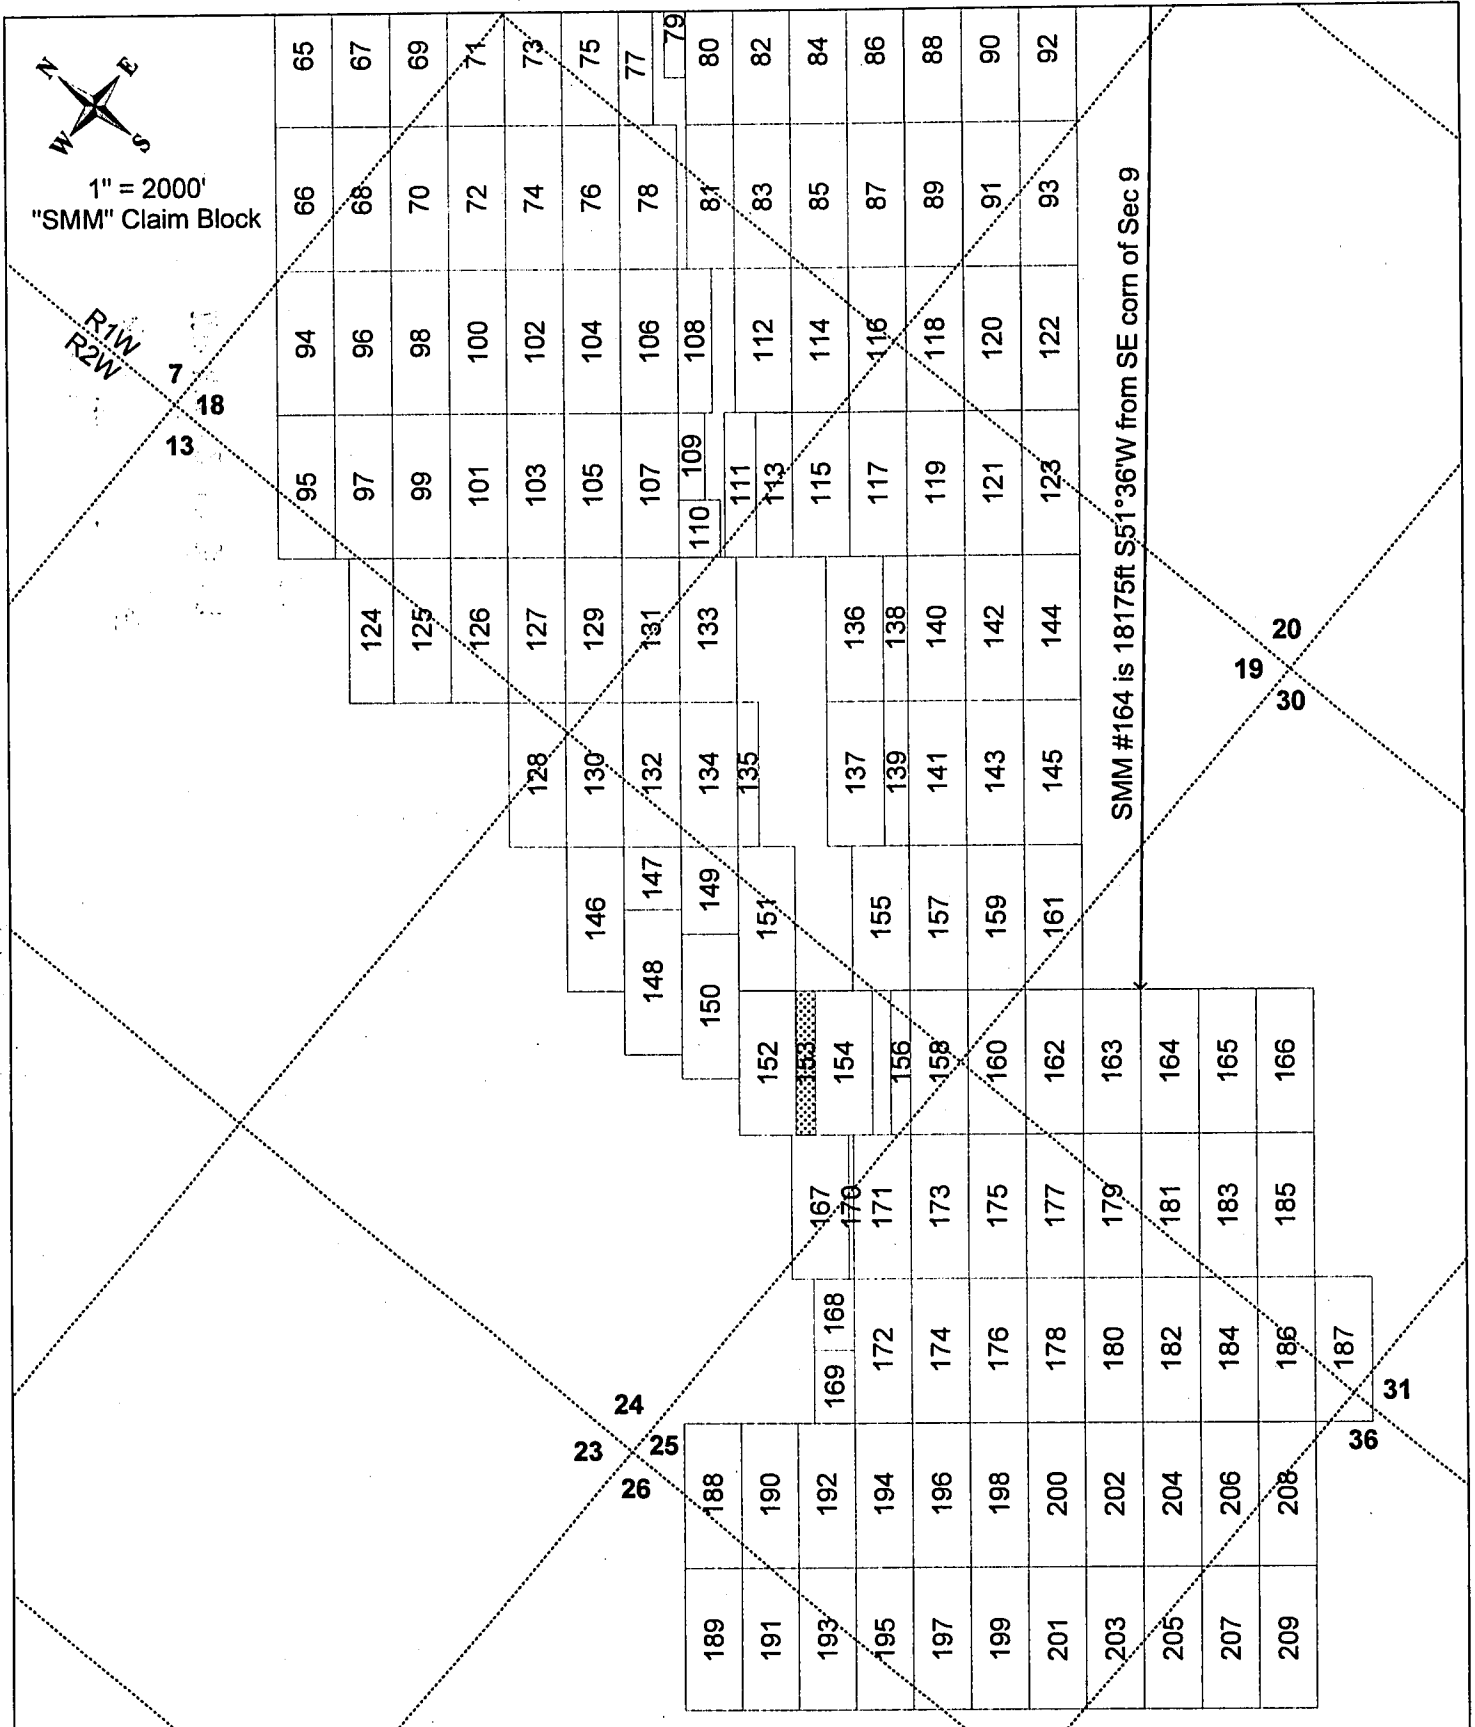 N
E
W
S
1" = 2000'
"SMM" Claim Block
65 67 69 71 73 75 77 79 80 82 84 86 88 90 92
66 68 70 72 74 76 78 81 83 85 87 89 91 93
R1W
R2W
7
18
13
94 96 98 100 102 104 106 108 112 114 116 118 120 122
95 97 99 101 103 105 107 109 110 111 113 115 117 119 121 123
SMM #164 is 18175ft S51°36'W from SE corn of Sec 9
124 125 126 127 129 131 133 136 138 140 142 144
20
19
30
128 130 132 134 135 137 139 141 143 145
146 147 148 149 150 151 155 157 159 161
152 153 154 156 158 160 162 163 164 165 166
167 170 171 173 175 177 179 181 183 185
168 169 172 174 176 178 180 182 184 186 187
31
36
24
23
25
26
188 190 192 194 196 198 200 202 204 206 208
189 191 193 195 197 199 201 203 205 207 209